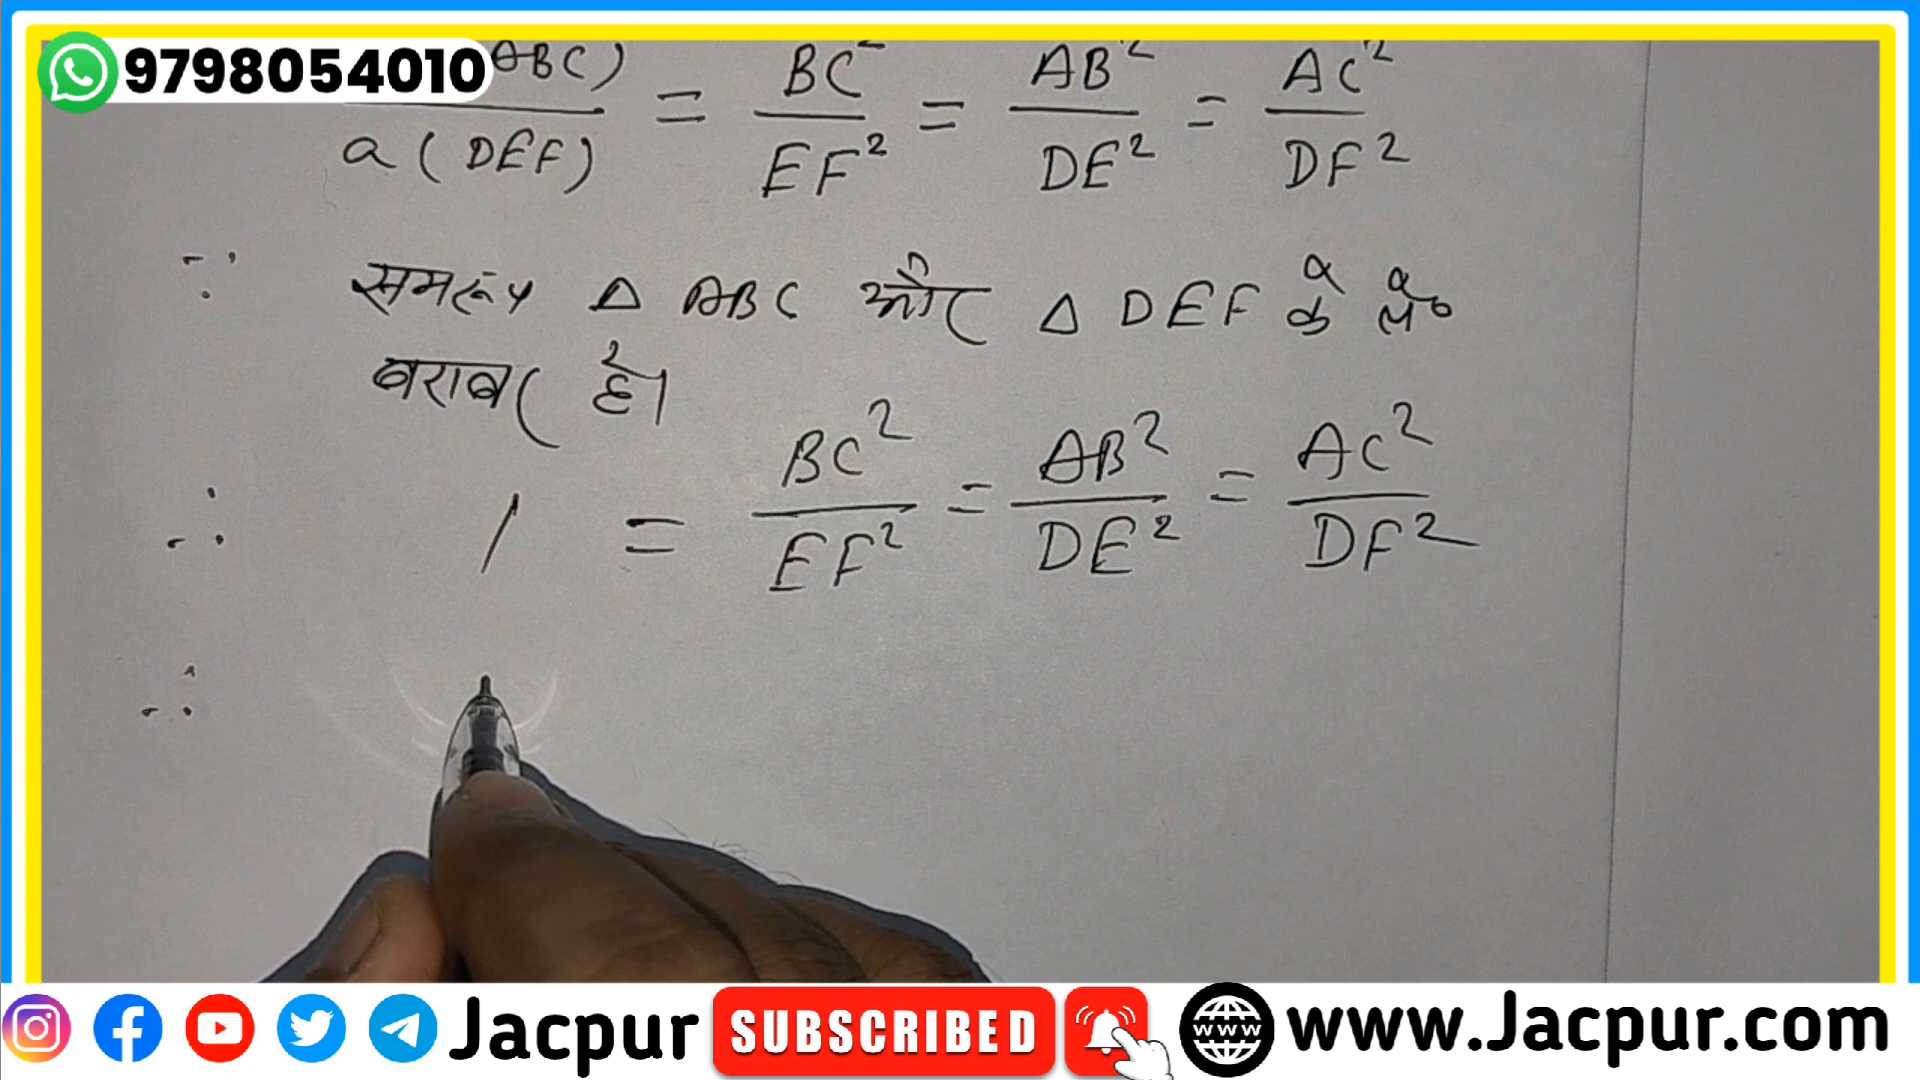 9798054010 ABC) / a(DEF) = BC² / EF² = AB² / DE² = AC² / DF²
∵ समरूप △ ABC और △ DEF के क्षे०
बराबर है।
∴ 1 = BC² / EF² = AB² / DE² = AC² / DF²
∴
Jacpur SUBSCRIBED www www.Jacpur.com